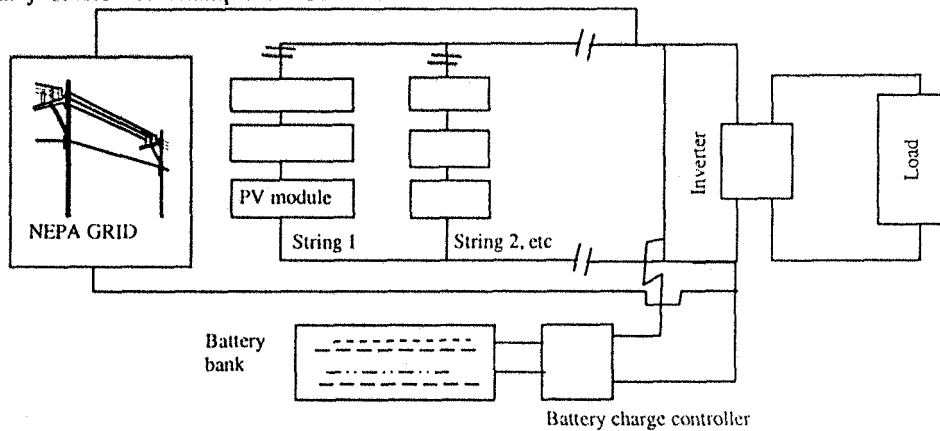 NEPA GRID
PV module
String 1
String 2, etc
Inverter
Load
Battery
bank
Battery charge controller